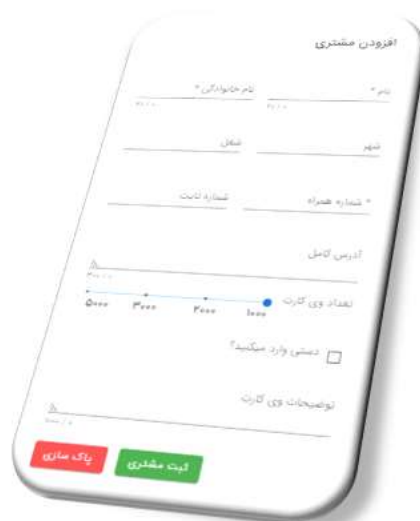 افزودن مشتری
نام * نام خانوادگی *
شهر شغل
شماره همراه * شماره ثابت
آدرس کامل
تعداد وی کارت
۱۰۰۰ ۲۰۰۰ ۳۰۰۰ ۵۰۰۰
دستی وارد میکنید؟
توضیحات وی کارت
ثبت مشتری پاک سازی